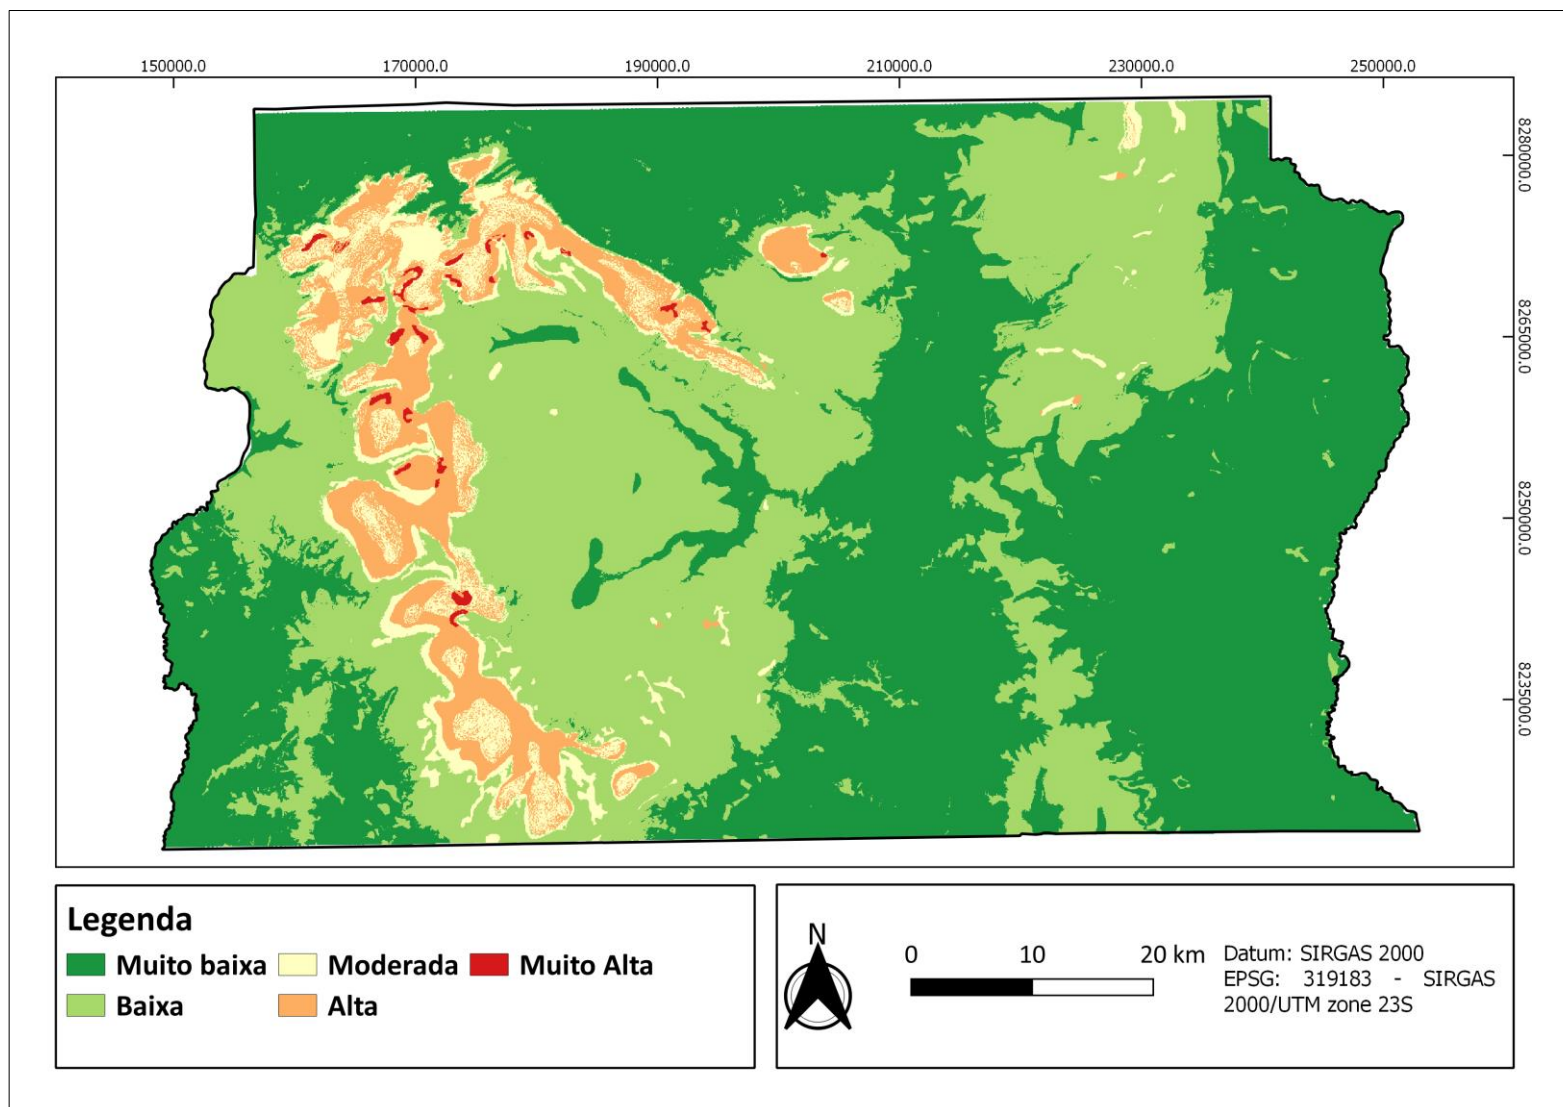 150000.0 170000.0 190000.0 210000.0 230000.0 250000.0
8280000.0
8265000.0
8250000.0
8235000.0
Legenda
Muito baixa Moderada Muito Alta
Baixa Alta
N
0 10 20 km
Datum: SIRGAS 2000
EPSG: 319183 - SIRGAS
2000/UTM zone 23S